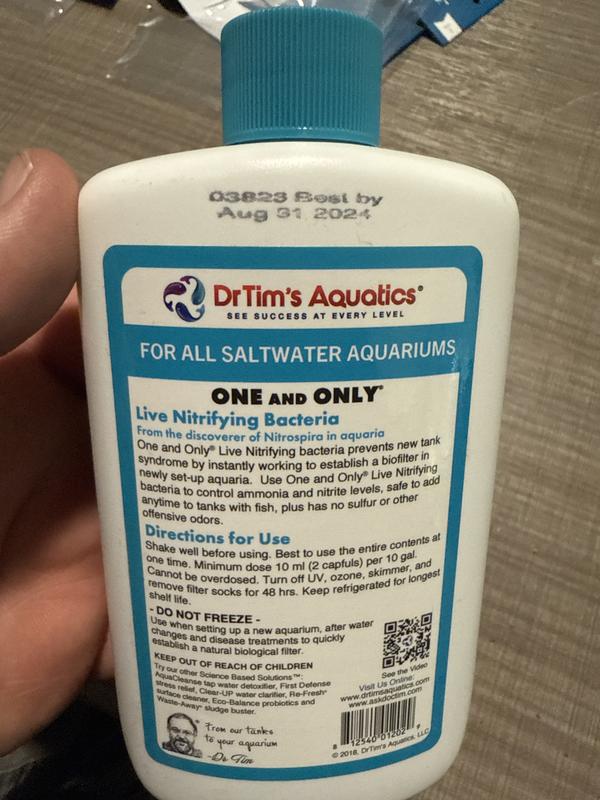 03823 Best by
Aug 31 2024
DrTim's Aquatics®
SEE SUCCESS AT EVERY LEVEL
FOR ALL SALTWATER AQUARIUMS
ONE AND ONLY®
Live Nitrifying Bacteria
From the discoverer of Nitrospira in aquaria
One and Only® Live Nitrifying bacteria prevents new tank
syndrome by instantly working to establish a biofilter in
newly set-up aquaria. Use One and Only® Live Nitrifying
bacteria to control ammonia and nitrite levels, safe to add
anytime to tanks with fish, plus has no sulfur or other
offensive odors.
Directions for Use
Shake well before using. Best to use the entire contents at
one time. Minimum dose 10 ml (2 capfuls) per 10 gal.
Cannot be overdosed. Turn off UV, ozone, skimmer, and
remove filter socks for 48 hrs. Keep refrigerated for longest
shelf life.
- DO NOT FREEZE -
Use when setting up a new aquarium, after water
changes and disease treatments to quickly
establish a natural biological filter.
KEEP OUT OF REACH OF CHILDREN
Try our other Science Based Solutions™:
AquaCleanse tap water detoxifier, First Defense
stress relief, Clear-UP water clarifier, Re-Fresh®
surface cleaner, Eco-Balance probiotics and
Waste-Away® sludge buster.
See the Video
Visit Us Online:
www.drtimsaquatics.com
www.askdoctim.com
From our tanks
to your aquarium
-Dr Tim
8 12540 01202 9
© 2018, DrTim's Aquatics, LLC